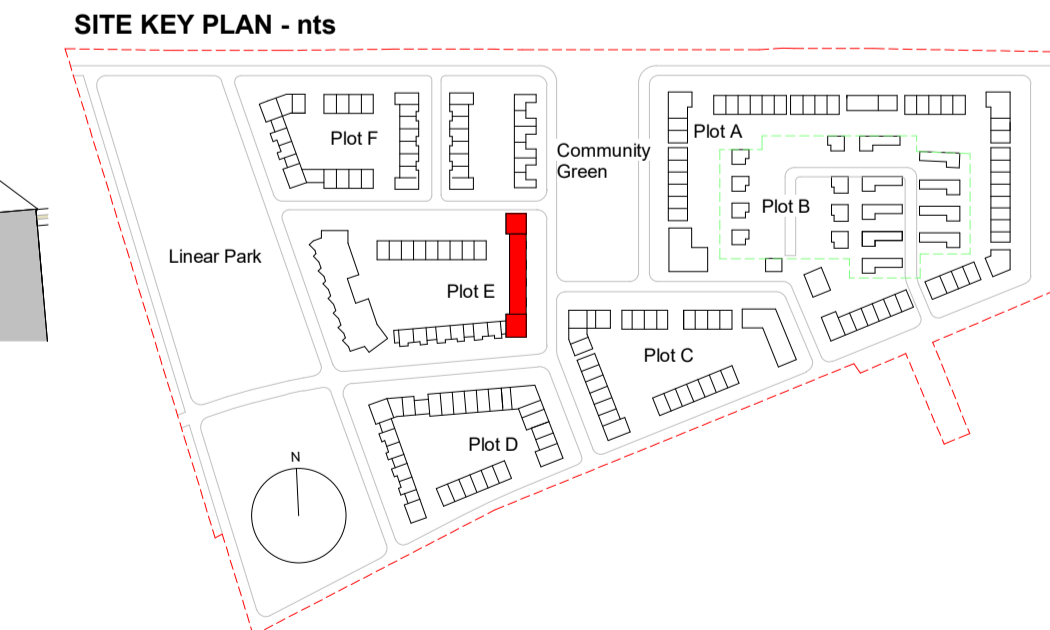 SITE KEY PLAN - nts
Plot F
Plot A
Community
Green
Plot B
Linear Park
Plot E
Plot C
Plot D
N